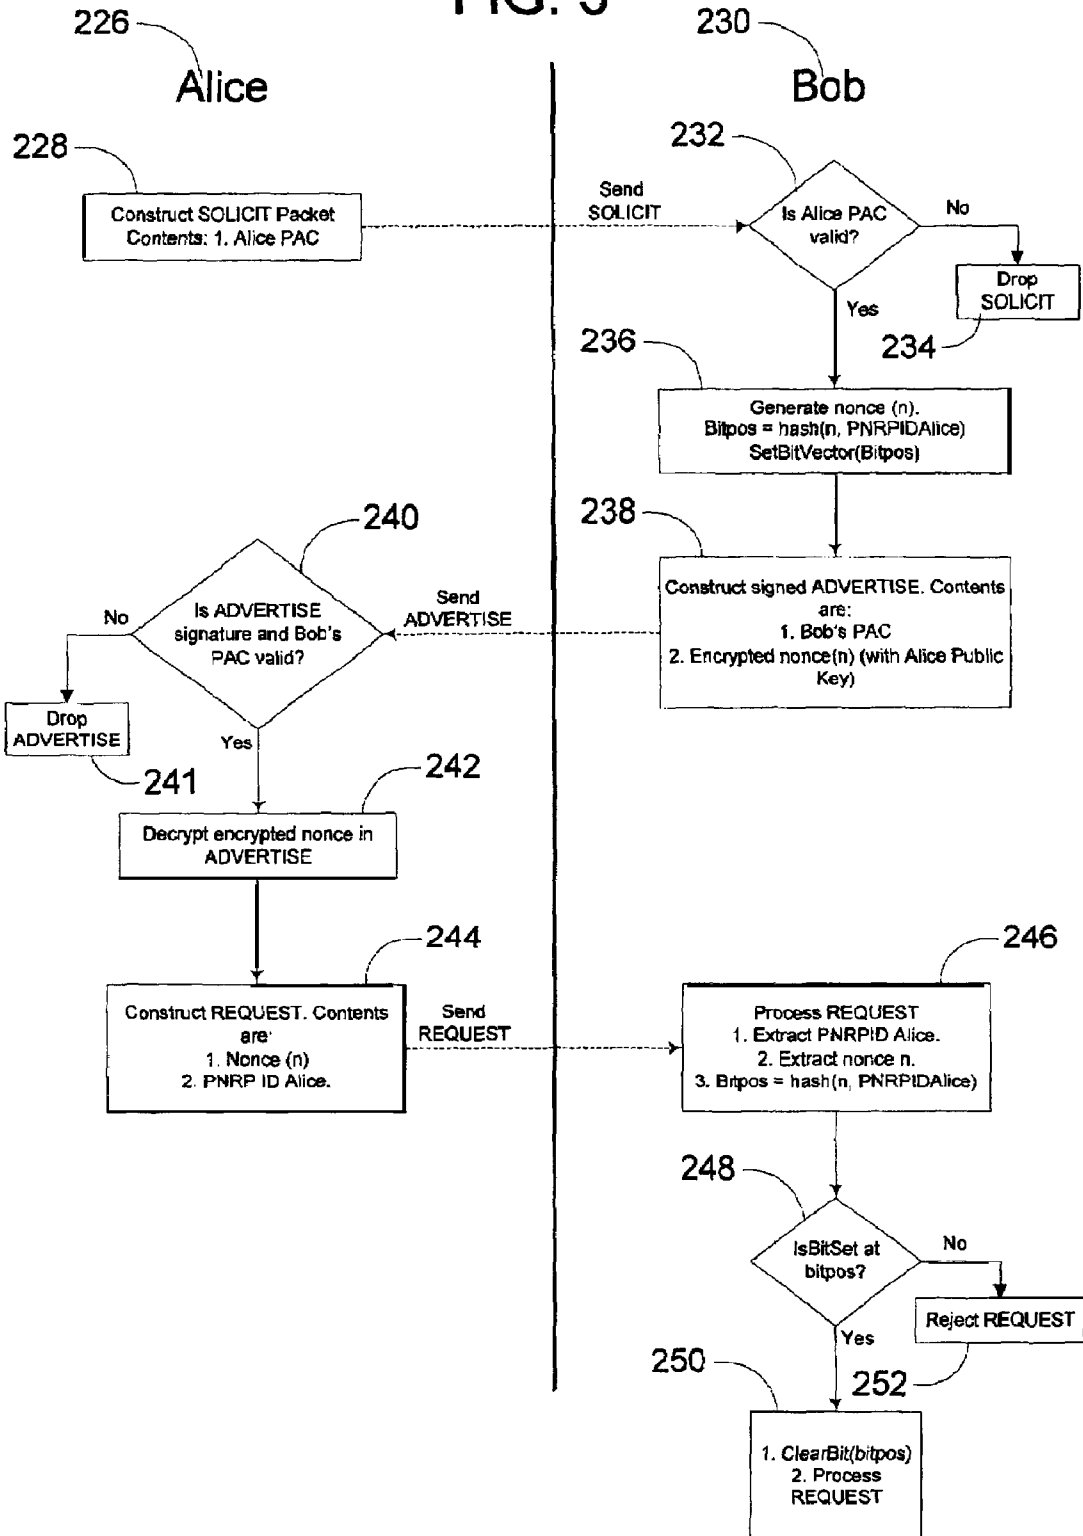 226
230
Alice
Bob
228
232
Construct SOLICIT Packet
Contents: 1. Alice PAC
Send
SOLICIT
Is Alice PAC
valid?
No
Drop
SOLICIT
Yes
234
236
Generate nonce (n).
Bitpos = hash(n, PNRPIDAlice)
SetBitVector(Bitpos)
238
Construct signed ADVERTISE. Contents
are:
1. Bob's PAC
2. Encrypted nonce(n) (with Alice Public
Key)
240
Send
ADVERTISE
Is ADVERTISE
signature and Bob's
PAC valid?
No
Drop
ADVERTISE
241
Yes
242
Decrypt encrypted nonce in
ADVERTISE
244
Construct REQUEST. Contents
are:
1. Nonce (n)
2. PNRP ID Alice.
Send
REQUEST
246
Process REQUEST
1. Extract PNRPID Alice.
2. Extract nonce n.
3. Bitpos = hash(n, PNRPIDAlice)
248
IsBitSet at
bitpos?
No
Reject REQUEST
252
Yes
250
1. ClearBit(bitpos)
2. Process
REQUEST